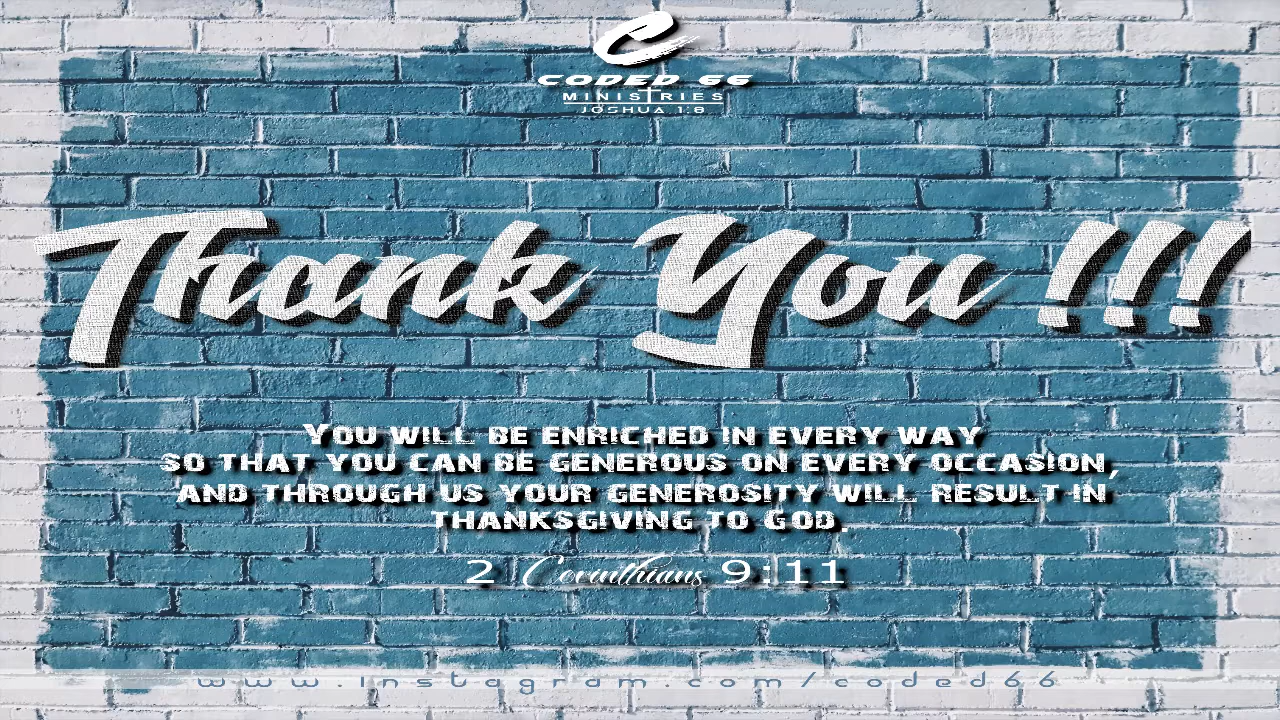 CODED 66
MINISTRIES
JOSHUA 1:8
Thank You !!!
YOU WILL BE ENRICHED IN EVERY WAY
SO THAT YOU CAN BE GENEROUS ON EVERY OCCASION,
AND THROUGH US YOUR GENEROSITY WILL RESULT IN
THANKSGIVING TO GOD.
2 Corinthians 9:11
www.instagram.com/coded66